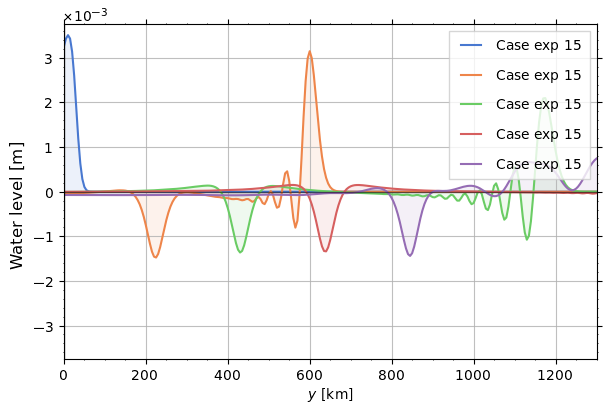 ×10⁻³
Water level [m]
3
2
1
0
−1
−2
−3
Case exp 15
Case exp 15
Case exp 15
Case exp 15
Case exp 15
0 200 400 600 800 1000 1200
y [km]